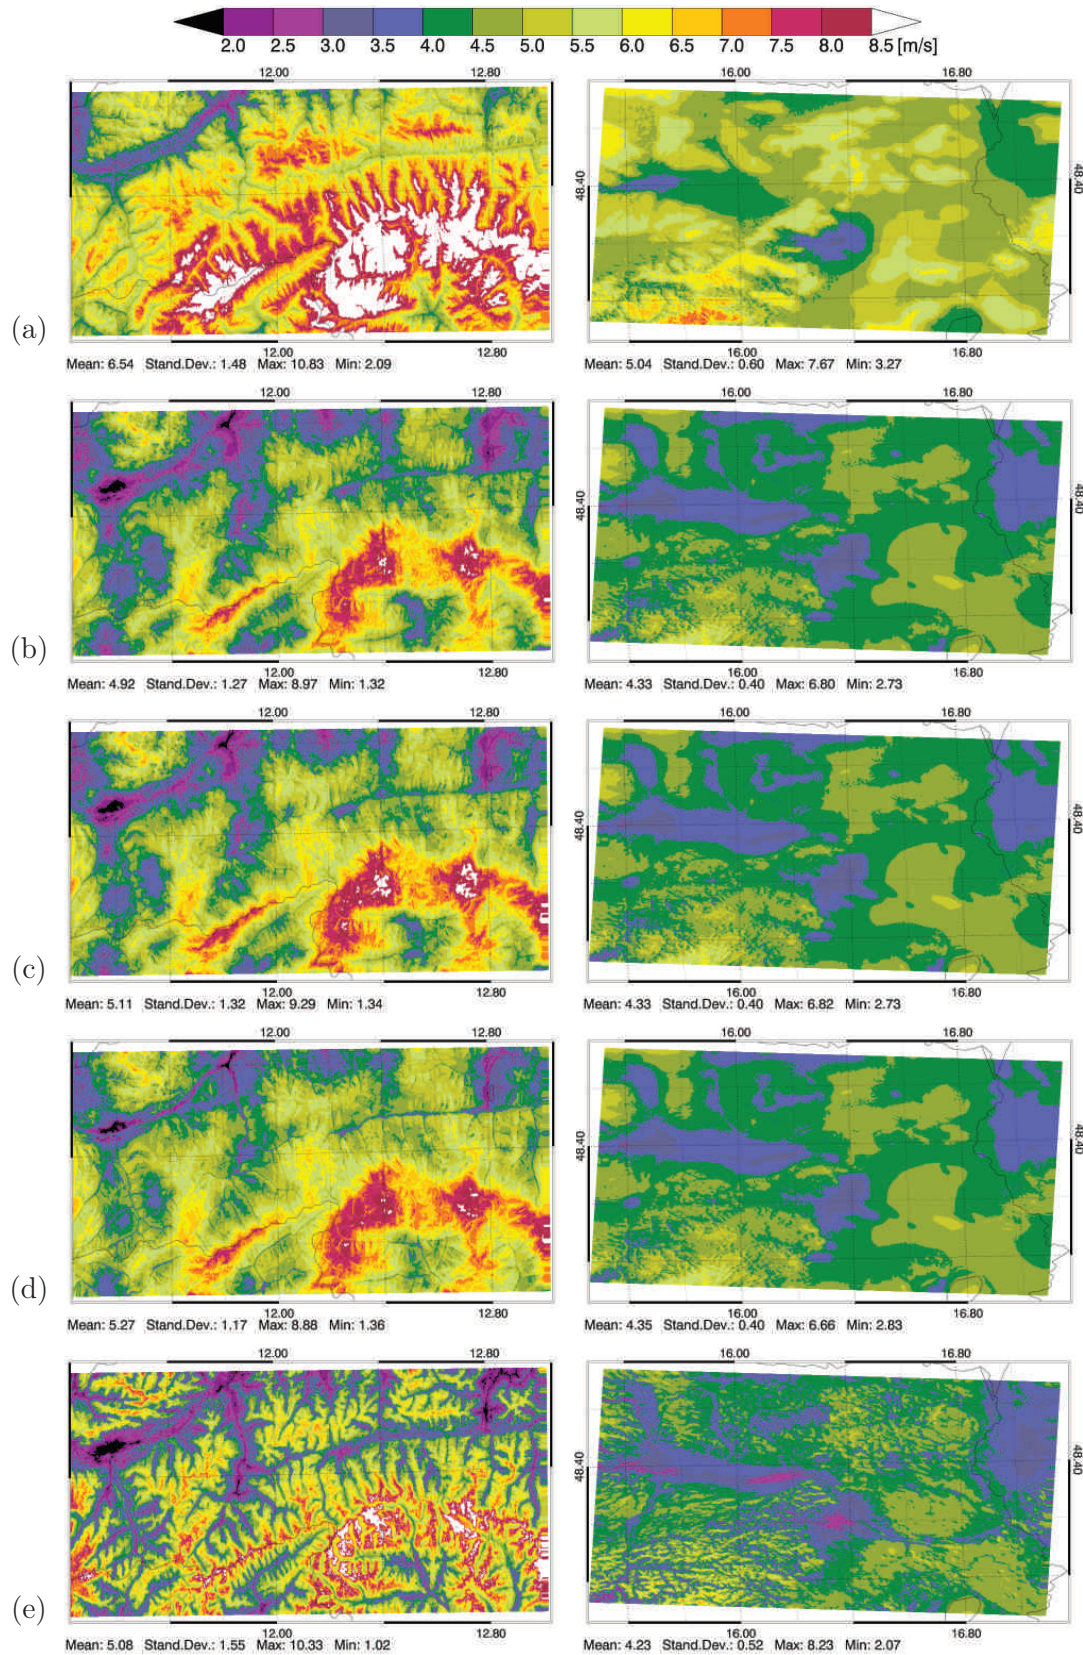 2.0 2.5 3.0 3.5 4.0 4.5 5.0 5.5 6.0 6.5 7.0 7.5 8.0 8.5 [m/s]
12.00 12.80 16.00 16.80
48.40 48.40
(a)
12.00 12.80 16.00 16.80
Mean: 6.54 Stand.Dev.: 1.48 Max: 10.83 Min: 2.09
5.04 Stand.Dev.: 0.60 Max: 7.67 Min: 3.27
12.00 12.80 16.00 16.80
48.40 48.40
(b)
12.00 12.80 16.00 16.80
Mean: 4.92 Stand.Dev.: 1.27 Max: 8.97 Min: 1.32
4.33 Stand.Dev.: 0.40 Max: 6.80 Min: 2.73
12.00 12.80 16.00 16.80
48.40 48.40
(c)
12.00 12.80 16.00 16.80
Mean: 5.11 Stand.Dev.: 1.32 Max: 9.29 Min: 1.34
4.33 Stand.Dev.: 0.40 Max: 6.82 Min: 2.73
12.00 12.80 16.00 16.80
48.40 48.40
(d)
12.00 12.80 16.00 16.80
Mean: 5.27 Stand.Dev.: 1.17 Max: 8.88 Min: 1.36
4.35 Stand.Dev.: 0.40 Max: 6.66 Min: 2.83
12.00 12.80 16.00 16.80
48.40 48.40
(e)
12.00 12.80 16.00 16.80
Mean: 5.08 Stand.Dev.: 1.55 Max: 10.33 Min: 1.02
Mean: 4.23 Stand.Dev.: 0.52 Max: 8.23 Min: 2.07